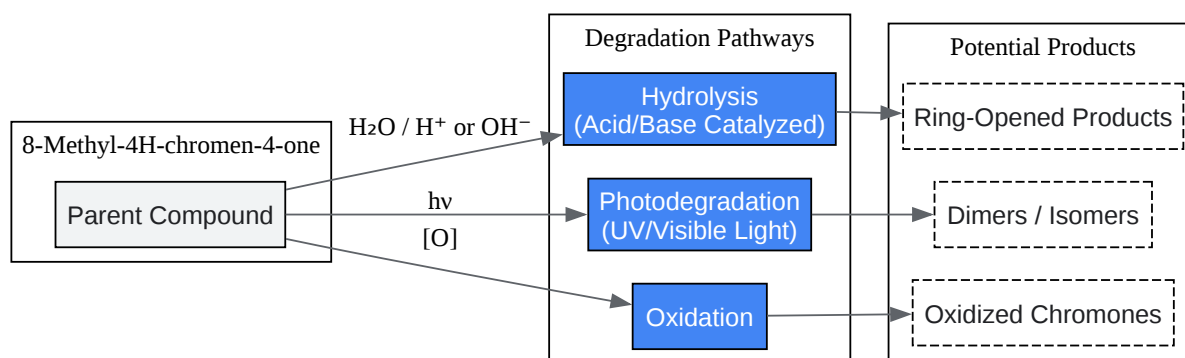 8-Methyl-4H-chromen-4-one
Parent Compound
H₂O / H⁺ or OH⁻
hν
[O]
Degradation Pathways
Hydrolysis
(Acid/Base Catalyzed)
Photodegradation
(UV/Visible Light)
Oxidation
Potential Products
Ring-Opened Products
Dimers / Isomers
Oxidized Chromones